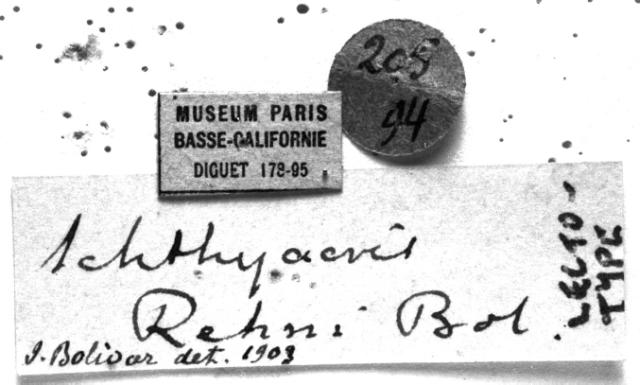 205
94
MUSEUM PARIS
BASSE-CALIFORNIE
DIGUET 178-95
Ichthyacris
Rehni Bol
I. Bolivar det. 1903
LECTO-
TYPE